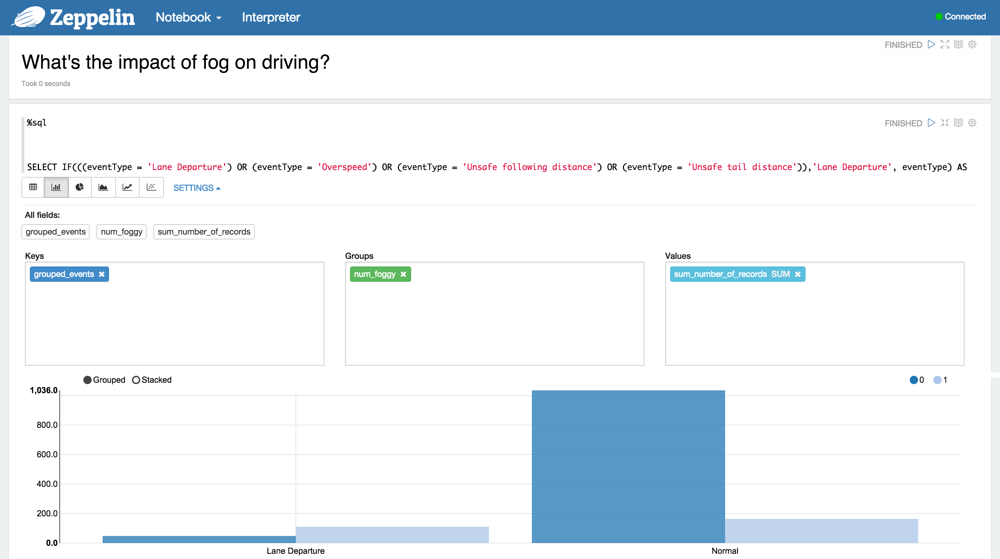 Zeppelin Notebook Interpreter Connected
FINISHED
What's the impact of fog on driving?
Took 0 seconds
%sql
FINISHED
SELECT IF(((eventType = 'Lane Departure') OR (eventType = 'Overspeed') OR (eventType = 'Unsafe following distance') OR (eventType = 'Unsafe tail distance')),'Lane Departure', eventType) AS
SETTINGS
All fields:
grouped_events num_foggy sum_number_of_records
Keys Groups Values
grouped_events num_foggy sum_number_of_records SUM
Grouped Stacked 0 1
1,036.0
800.0
600.0
400.0
200.0
0.0
Lane Departure Normal